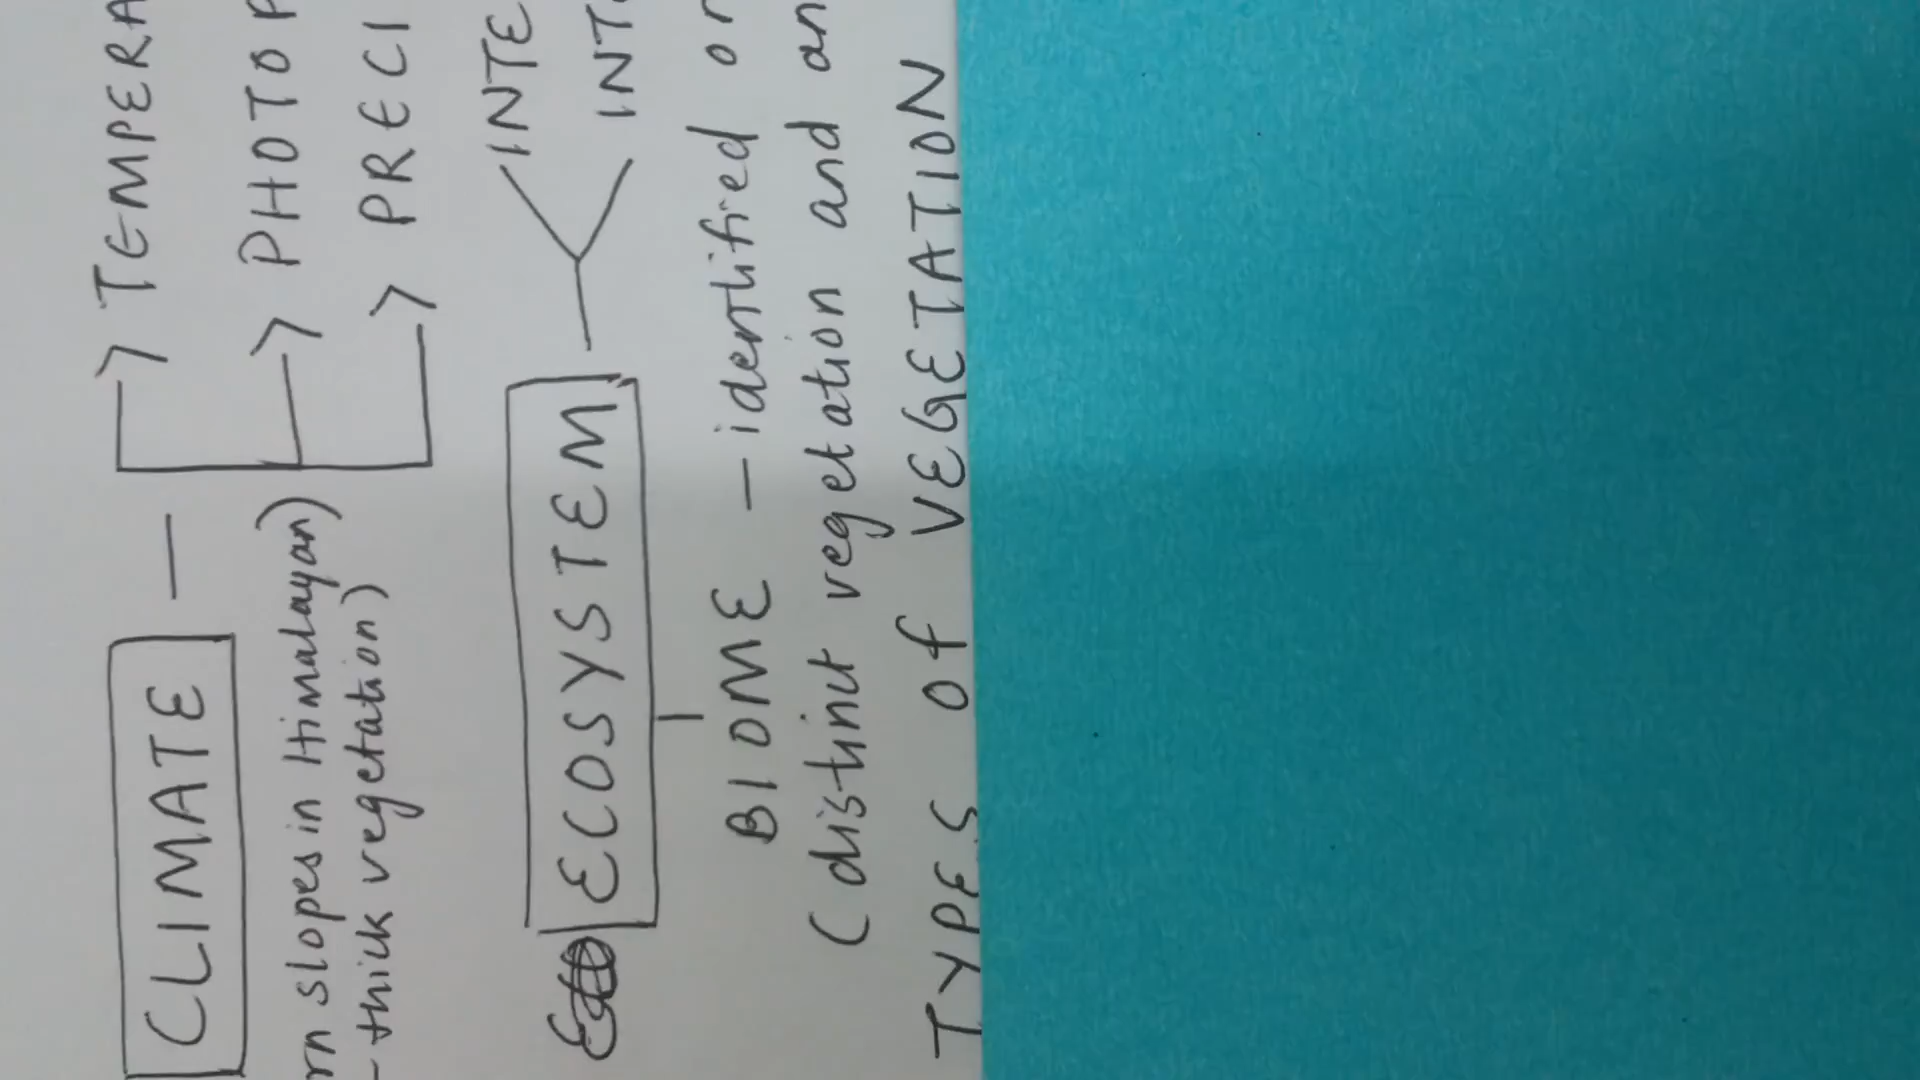 CLIMATE — > TEMPERA
> PHOTOP
> PRECI
rn slopes in Himalayan)
- thick vegetation)
ECOSYSTEM — INTE
INT
BIOME — identified or
(distinct vegetation and an
TYPES Of VEGETATION